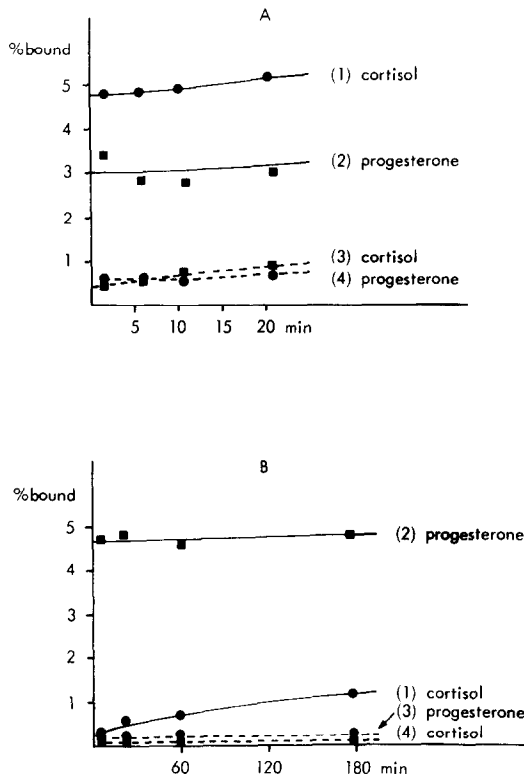 A
%bound
5
(1) cortisol
4
3
(2) progesterone
2
1
(3) cortisol
(4) progesterone
5 10 15 20 min
B
%bound
5
(2) progesterone
4
3
2
1
(1) cortisol
(3) progesterone
(4) cortisol
60 120 180 min